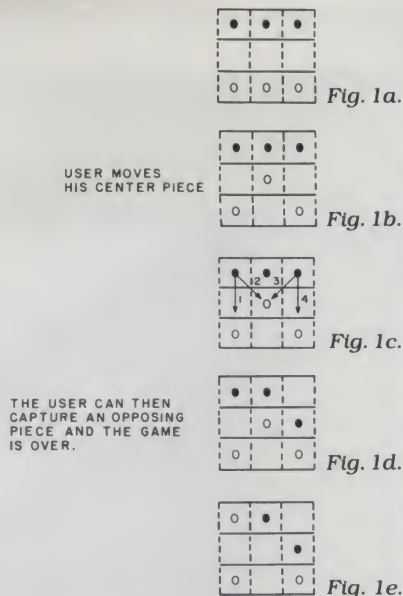 Fig. 1a.
USER MOVES
HIS CENTER PIECE
Fig. 1b.
1 2 3 4
Fig. 1c.
THE USER CAN THEN
CAPTURE AN OPPOSING
PIECE AND THE GAME
IS OVER.
Fig. 1d.
Fig. 1e.